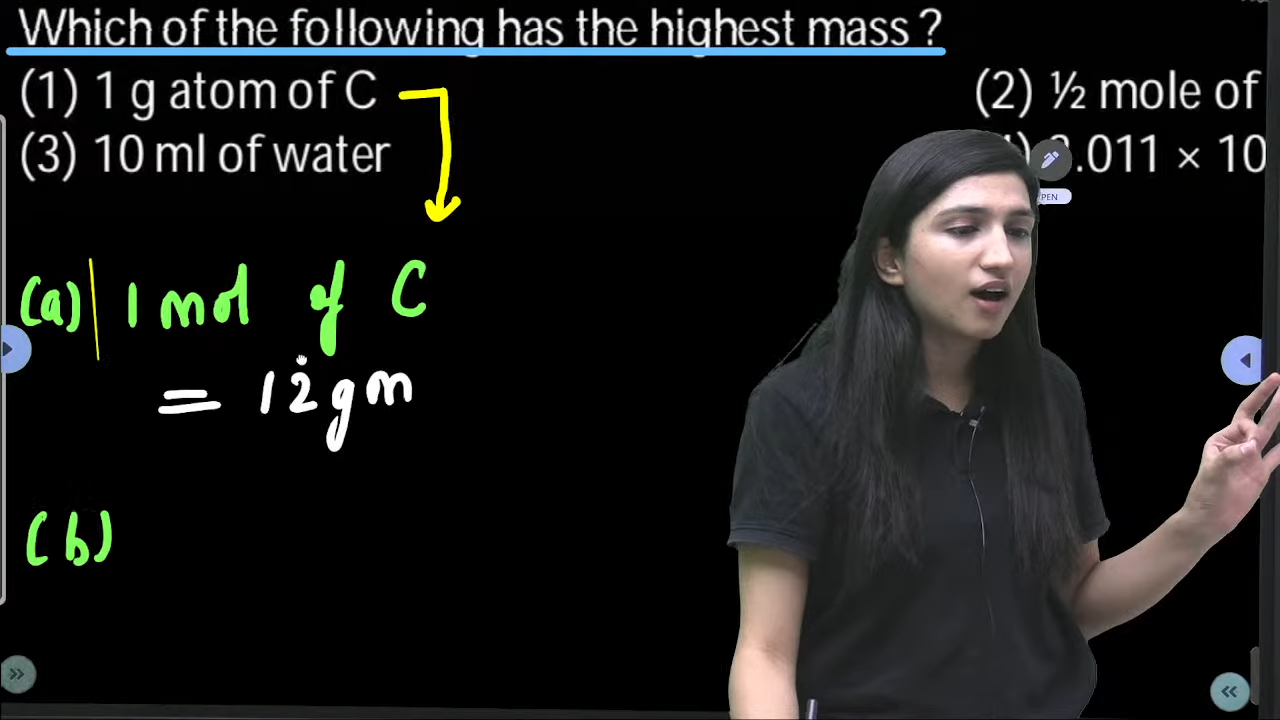 Which of the following has the highest mass ?
(1) 1 g atom of C
(2) ½ mole of
(3) 10 ml of water
.011 × 10
PEN
(a) 1 mol of C
= 12 gm
(b)